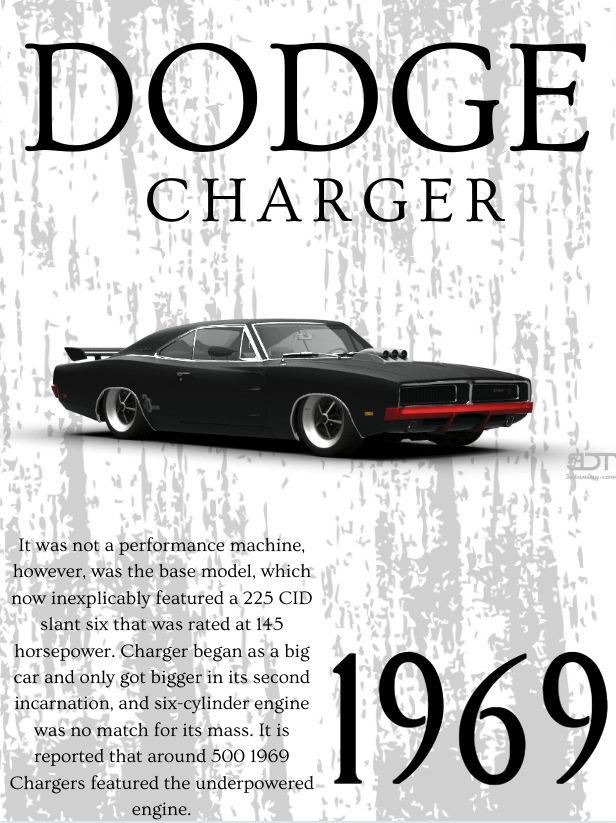 DODGE
CHARGER
3DT
3dtuning.com
It was not a performance machine,
however, was the base model, which
now inexplicably featured a 225 CID
slant six that was rated at 145
horsepower. Charger began as a big
car and only got bigger in its second
incarnation, and six-cylinder engine
was no match for its mass. It is
reported that around 500 1969
Chargers featured the underpowered
engine.
1969